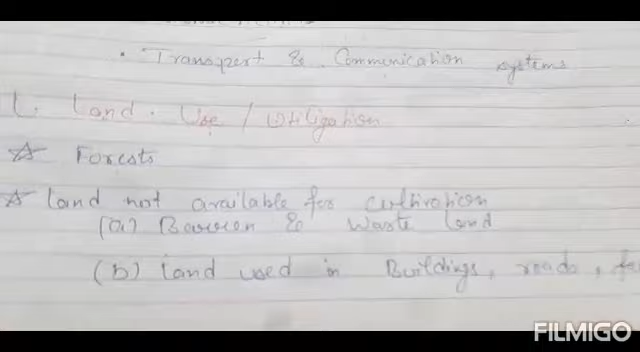 • Transport & Communication systems
1. Land. Use / Utilization
☆ Forests
☆ Land not available for cultivation
(a) Barren & Waste land
(b) Land used in Buildings, roads,
FILMIGO